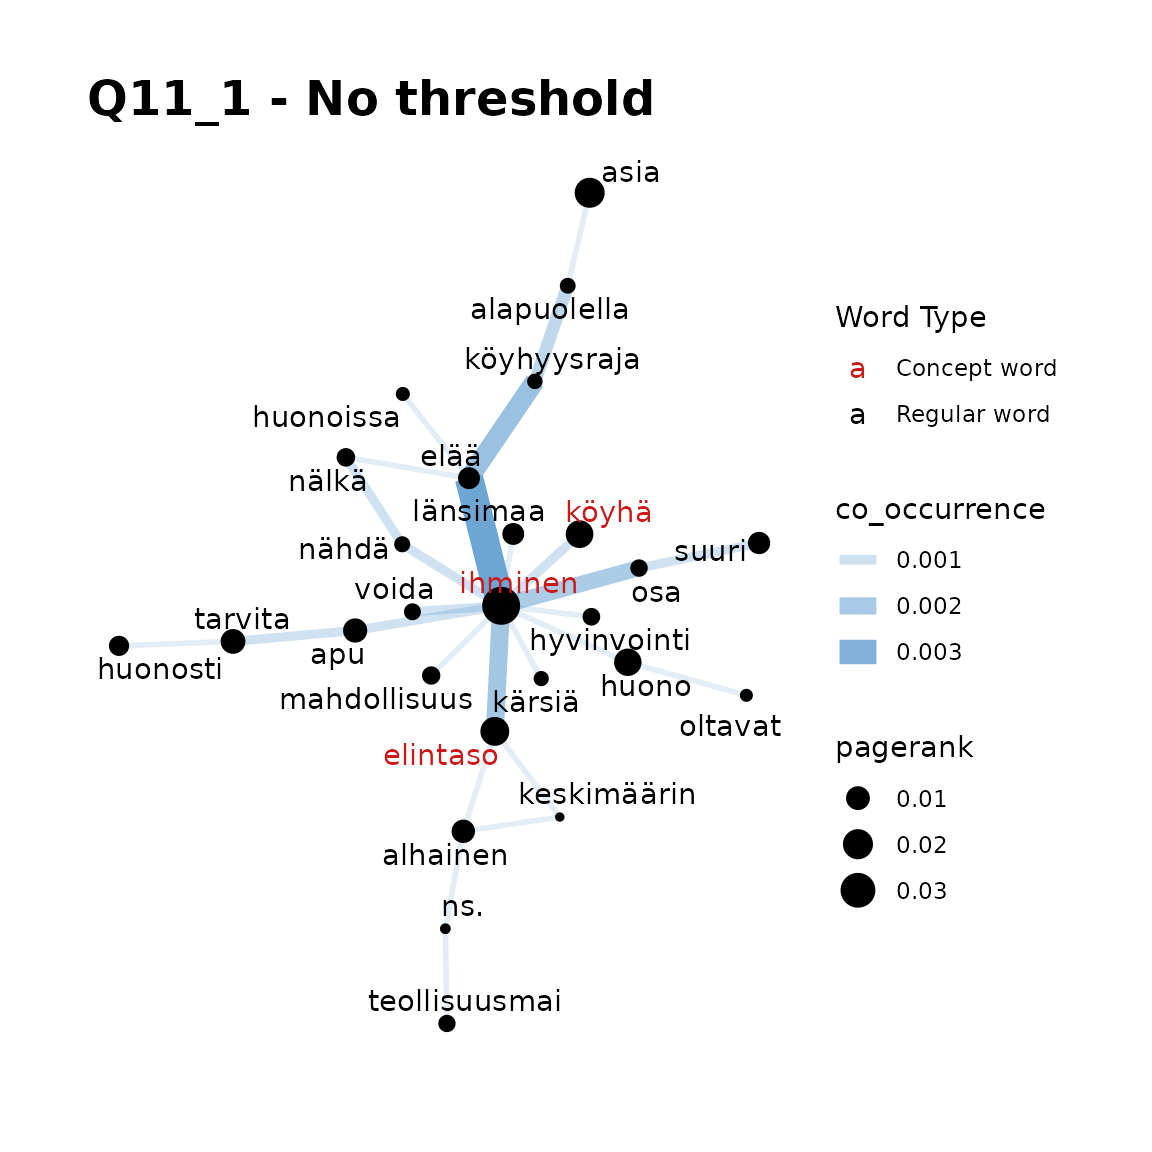 Q11_1 - No threshold
asia
alapuolella
köyhyysraja
huonoissa
elää
nälkä
länsimaa
köyhä
nähdä
suuri
ihminen
voida
osa
tarvita
hyvinvointi
apu
huonosti
huono
mahdollisuus
kärsiä
oltavat
elintaso
keskimäärin
alhainen
ns.
teollisuusmai
Word Type
a Concept word
a Regular word
co_occurrence
0.001
0.002
0.003
pagerank
0.01
0.02
0.03